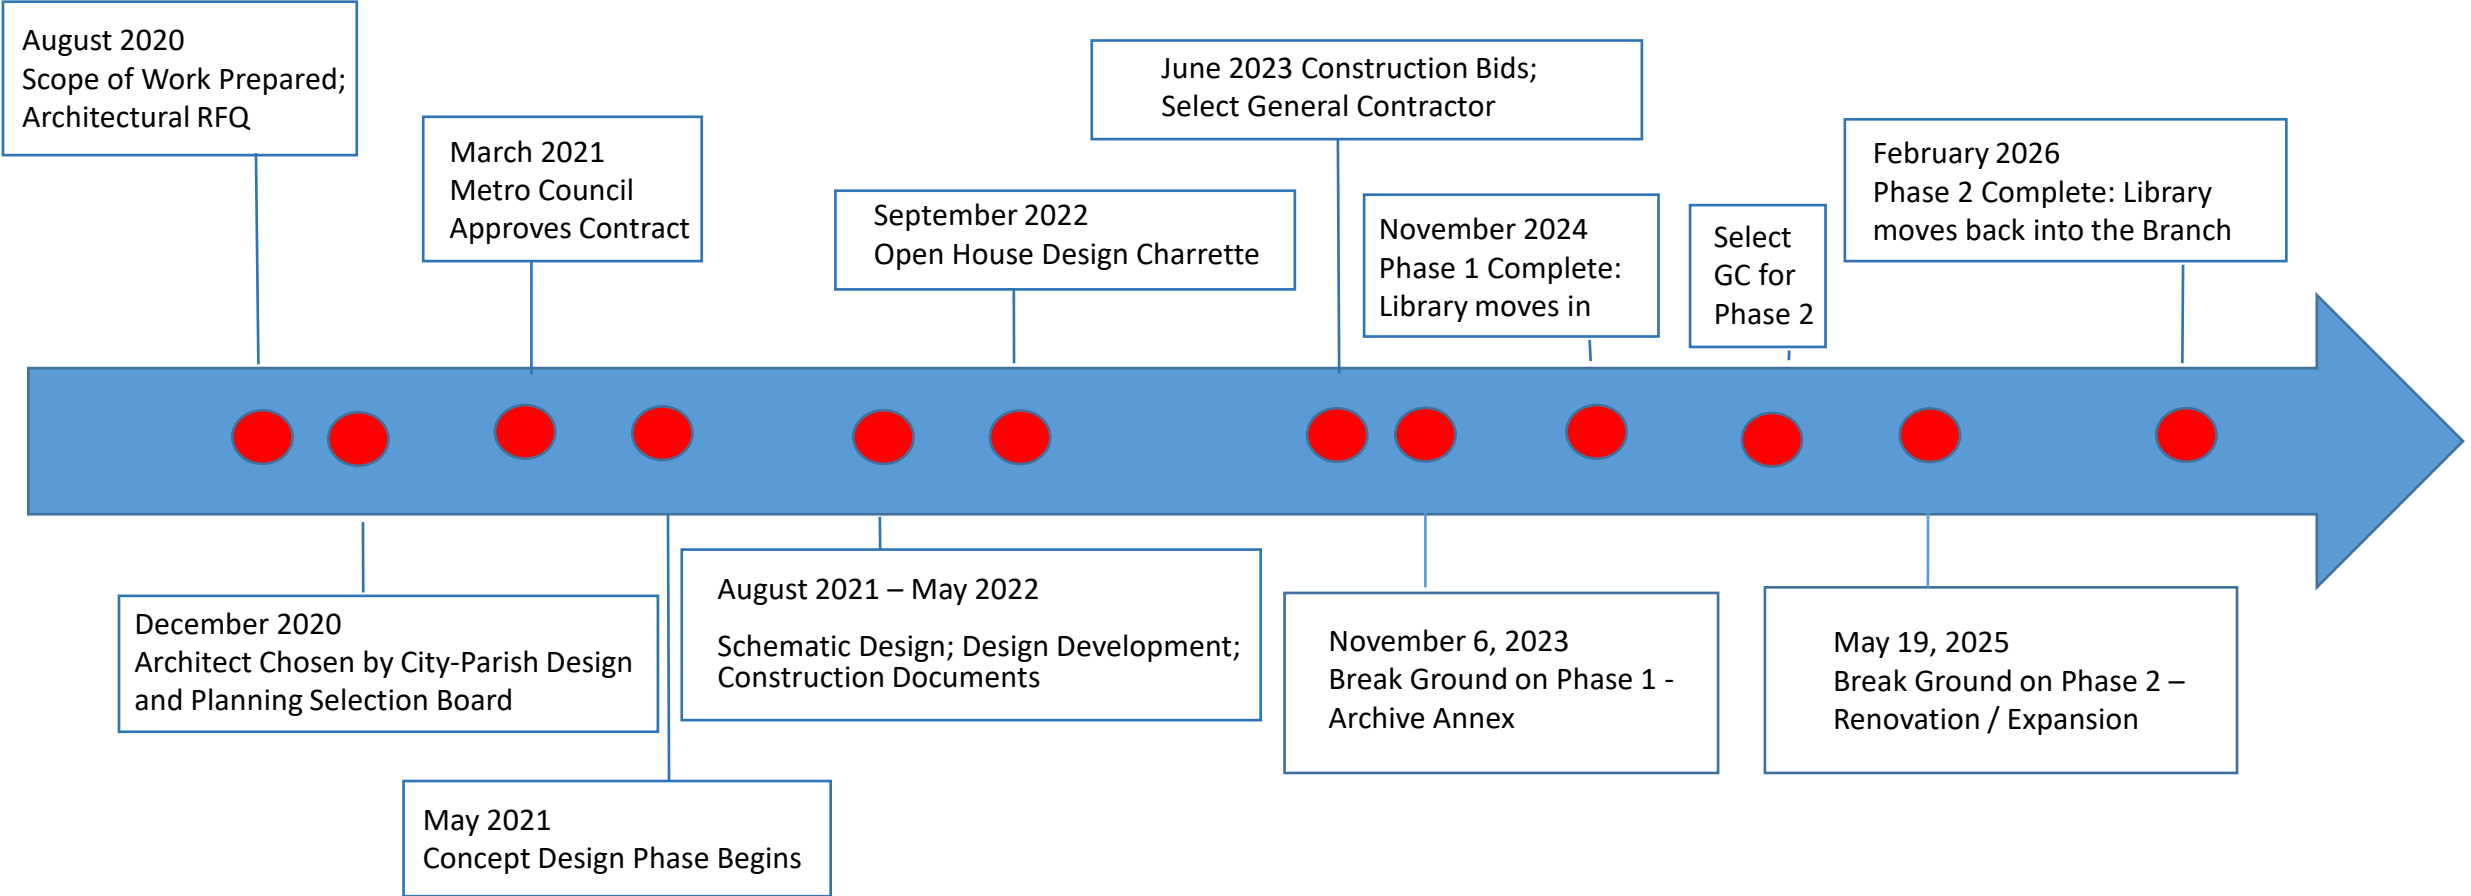 August 2020
Scope of Work Prepared;
Architectural RFQ
December 2020
Architect Chosen by City-Parish Design
and Planning Selection Board
March 2021
Metro Council
Approves Contract
May 2021
Concept Design Phase Begins
August 2021 – May 2022
Schematic Design; Design Development;
Construction Documents
September 2022
Open House Design Charrette
June 2023 Construction Bids;
Select General Contractor
November 6, 2023
Break Ground on Phase 1 -
Archive Annex
November 2024
Phase 1 Complete:
Library moves in
Select
GC for
Phase 2
May 19, 2025
Break Ground on Phase 2 –
Renovation / Expansion
February 2026
Phase 2 Complete: Library
moves back into the Branch